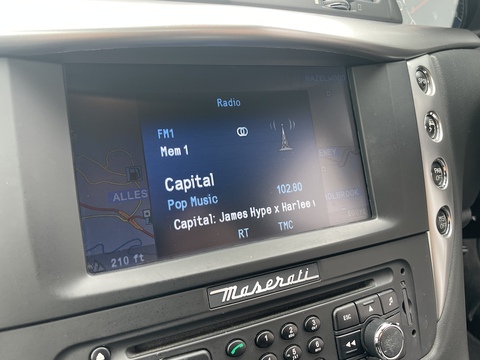 Radio
FM1
Mem 1
Capital
Pop Music
102.80
Capital: James Hype x Harlee
RT
TMC
ALLES
210 ft
Maserati
ESC